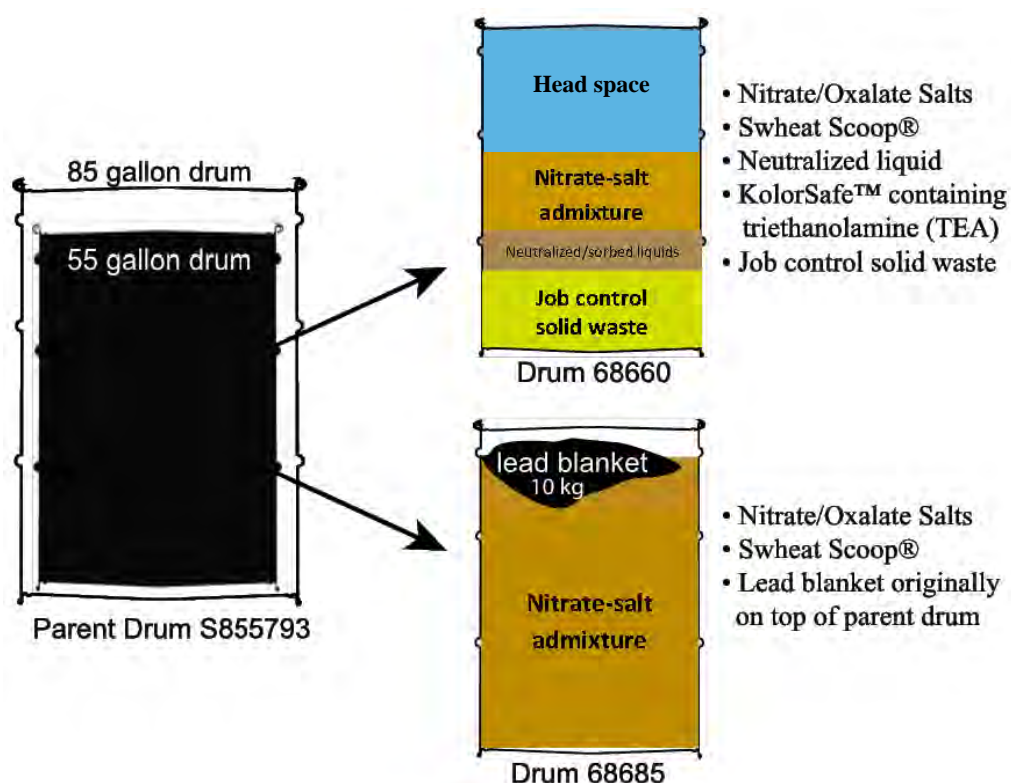 85 gallon drum
55 gallon drum
Parent Drum S855793
Head space
Nitrate-salt
admixture
Neutralized/sorbed liquids
Job control
solid waste
Drum 68660
• Nitrate/Oxalate Salts
• Swheat Scoop®
• Neutralized liquid
• KolorSafe™ containing
triethanolamine (TEA)
• Job control solid waste
lead blanket
10 kg
Nitrate-salt
admixture
Drum 68685
• Nitrate/Oxalate Salts
• Swheat Scoop®
• Lead blanket originally
on top of parent drum